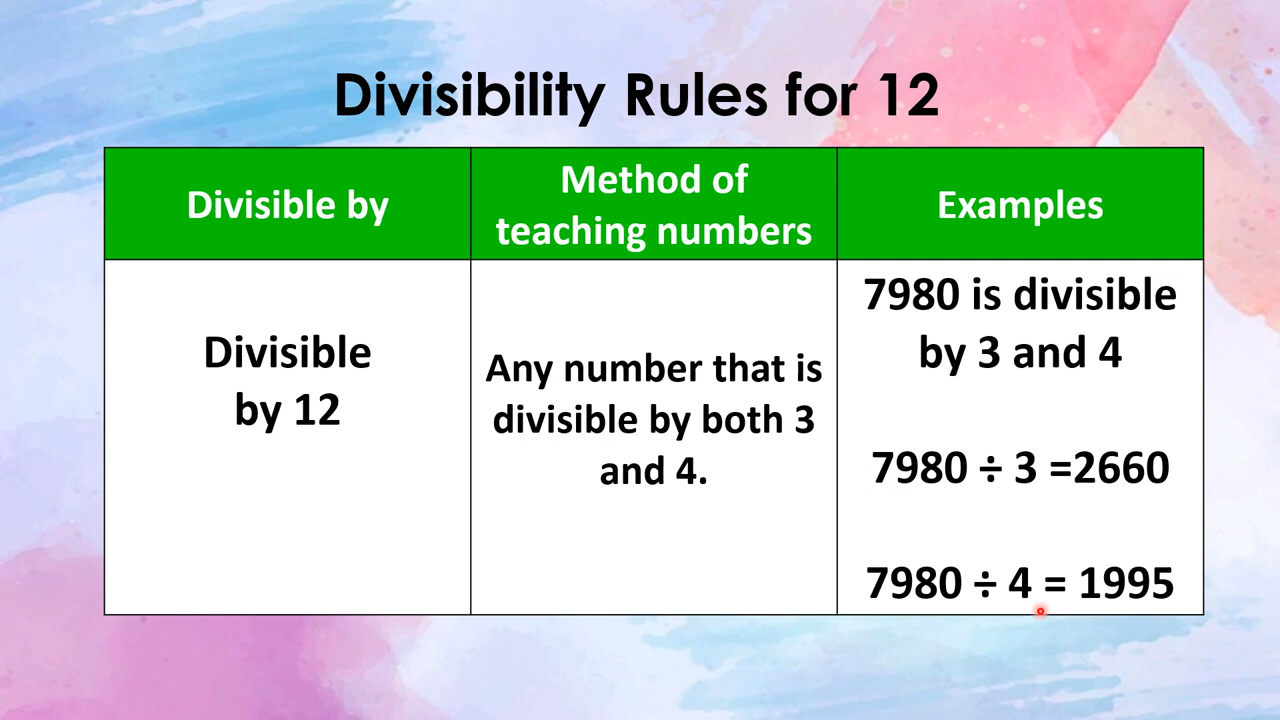 Divisibility Rules for 12
Divisible by
Method of
teaching numbers
Examples
Divisible
by 12
Any number that is
divisible by both 3
and 4.
7980 is divisible
by 3 and 4
7980 ÷ 3 =2660
7980 ÷ 4 = 1995